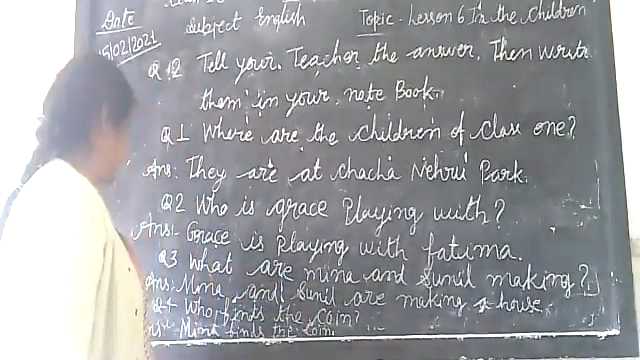 Date Subject English Topic - Lesson 6 In the children
15/02/2021
Q 12 Tell your Teacher the answer. Then write
them in your note Book.
Q1 Where are the children of class one?
Ans: They are at chacha Nehru Park.
Q2 Who is grace Playing with?
Ans:- Grace is Playing with fatima.
Q3 What are mina and Sunil making?
Ans: Mina and Sunil are making a house.
Q4 Who finds the coin?
Ans:- Mina finds the coin